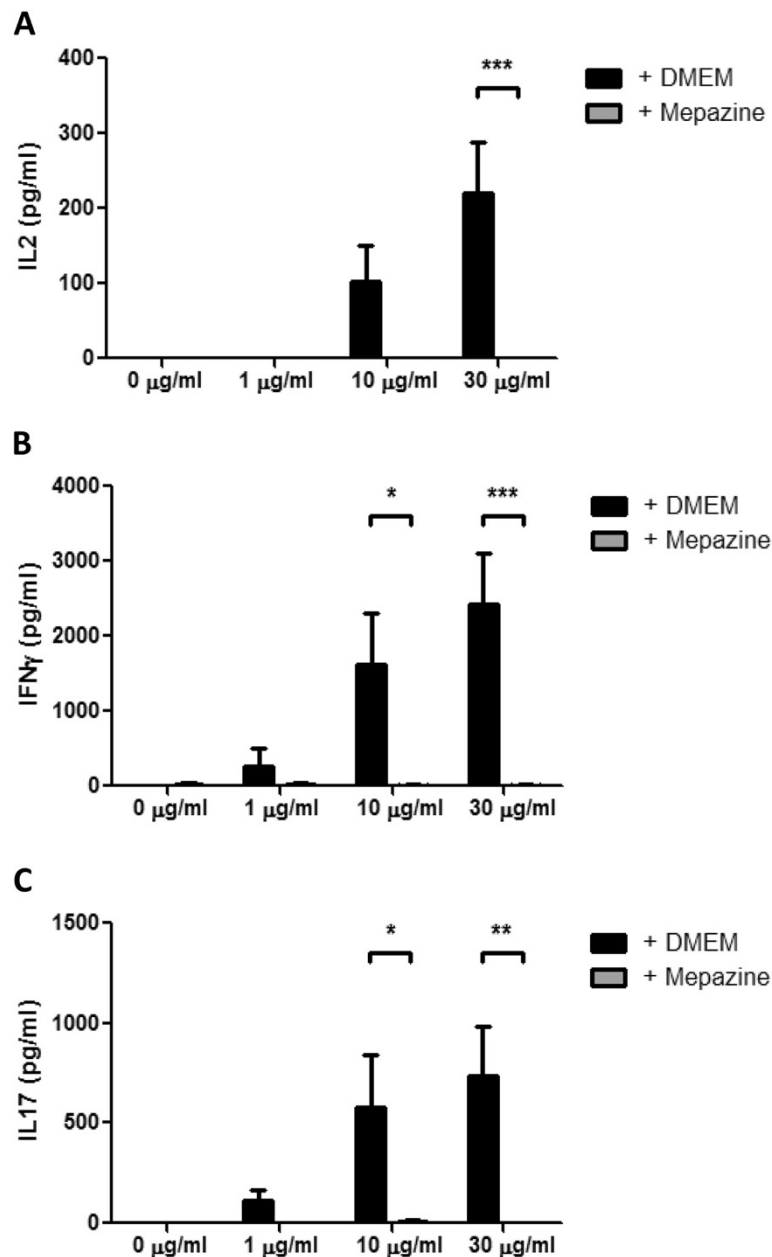 A
400
300
200
100
0
IL2 (pg/ml)
***
+ DMEM
+ Mepazine
0 μg/ml 1 μg/ml 10 μg/ml 30 μg/ml
B
4000
3000
2000
1000
0
IFNγ (pg/ml)
* ***
+ DMEM
+ Mepazine
0 μg/ml 1 μg/ml 10 μg/ml 30 μg/ml
C
1500
1000
500
0
IL17 (pg/ml)
* **
+ DMEM
+ Mepazine
0 μg/ml 1 μg/ml 10 μg/ml 30 μg/ml